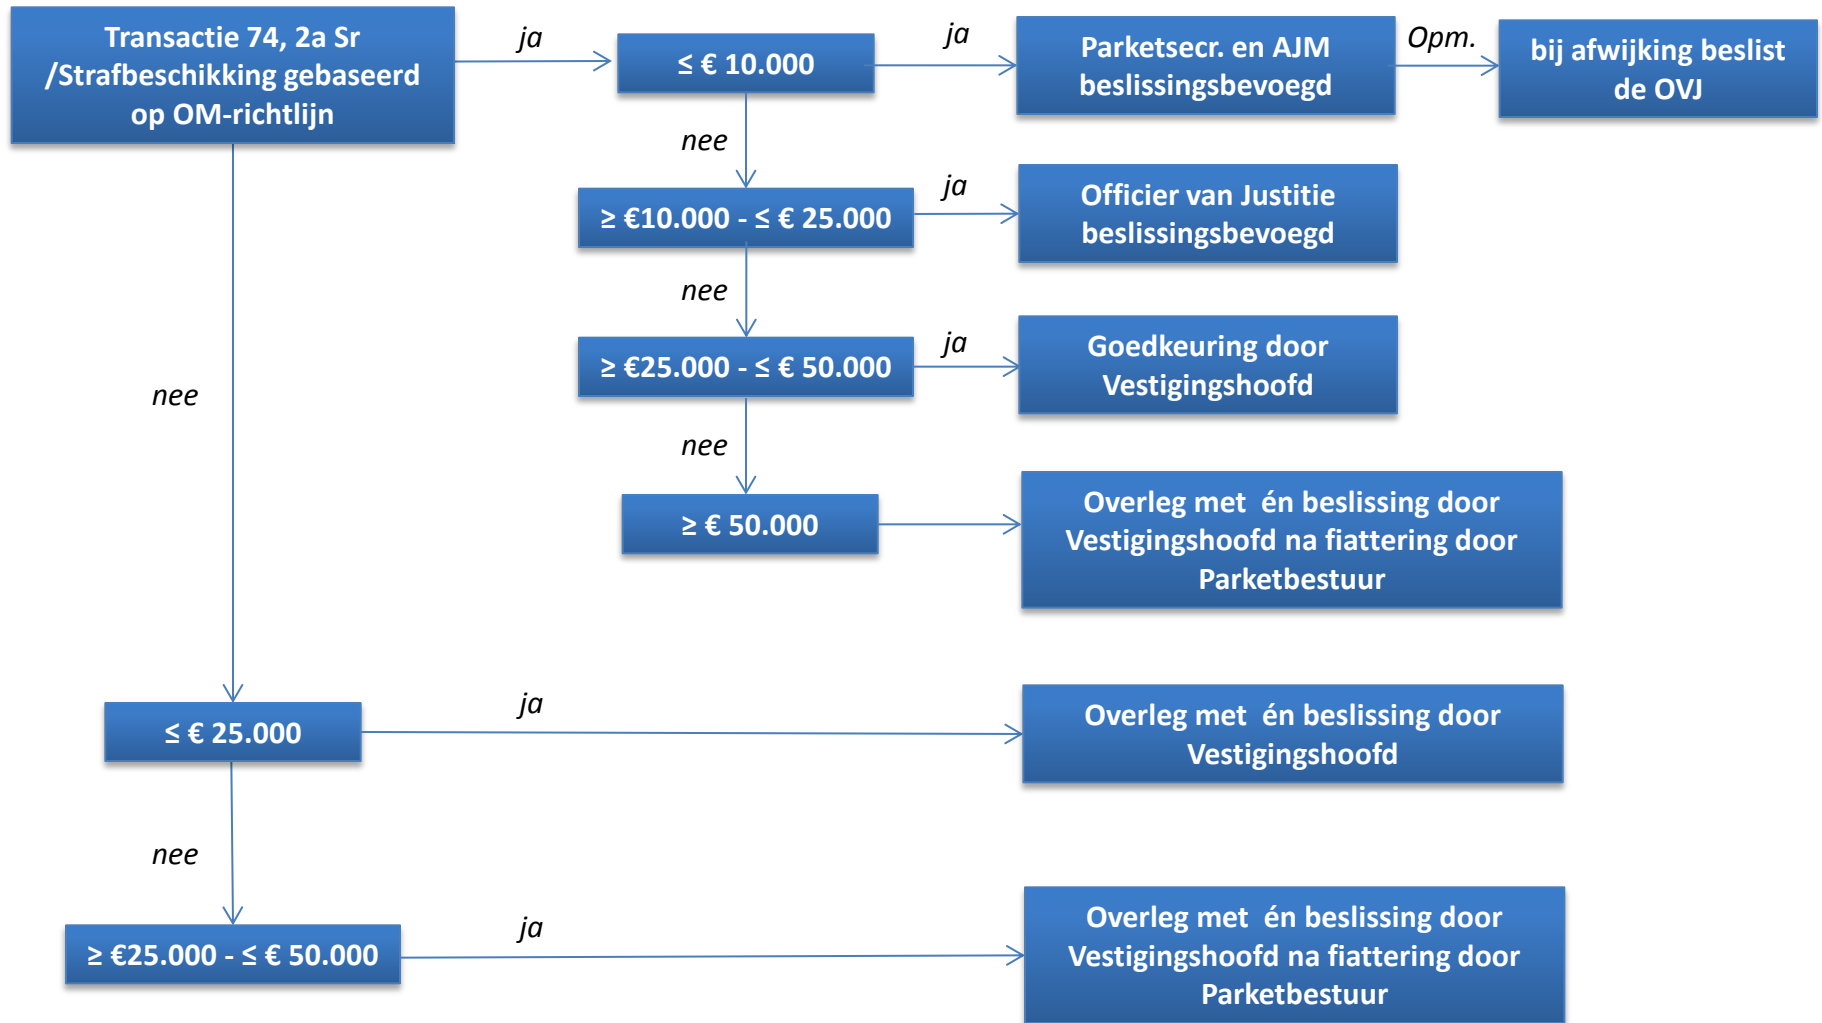 Transactie 74, 2a Sr
/Strafbeschikking gebaseerd
op OM-richtlijn
ja
≤ € 10.000
ja
Parketsecr. en AJM
beslissingsbevoegd
Opm.
bij afwijking beslist
de OVJ
nee
≥ €10.000 - ≤ € 25.000
ja
Officier van Justitie
beslissingsbevoegd
nee
≥ €25.000 - ≤ € 50.000
ja
Goedkeuring door
Vestigingshoofd
nee
nee
≥ € 50.000
Overleg met  én beslissing door
Vestigingshoofd na fiattering door
Parketbestuur
≤ € 25.000
ja
Overleg met  én beslissing door
Vestigingshoofd
nee
≥ €25.000 - ≤ € 50.000
ja
Overleg met  én beslissing door
Vestigingshoofd na fiattering door
Parketbestuur